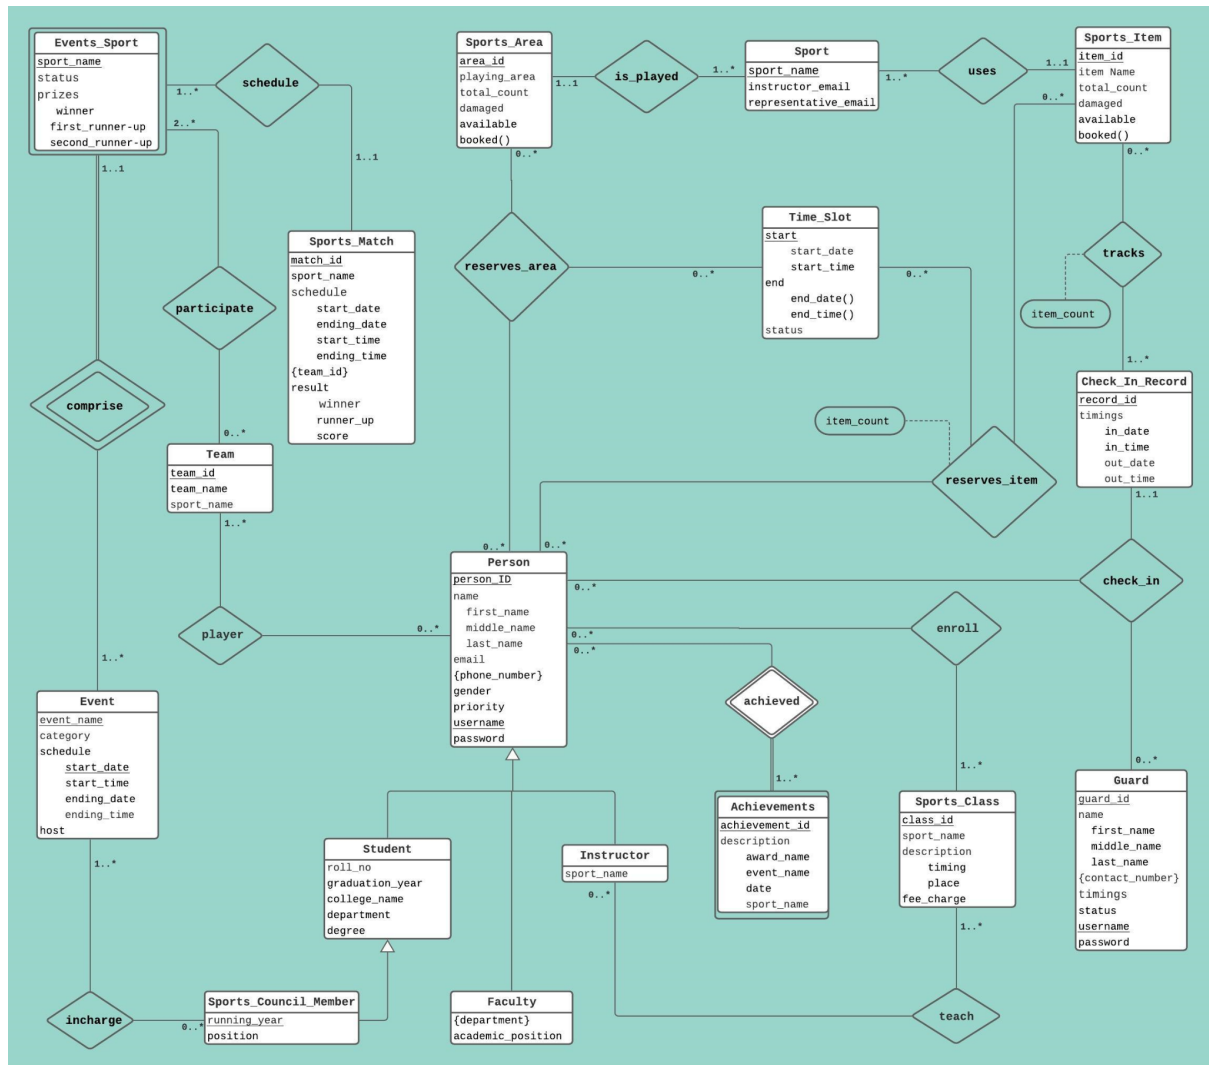 Events_Sport
sport_name
status
prizes
winner
first_runner-up
second_runner-up
1..*
schedule
2..*
1..1
1..1
Sports_Area
area_id
playing_area
total_count
damaged
available
booked()
1..1
is_played
1..*
Sport
sport_name
instructor_email
representative_email
1..*
uses
1..1
0..*
Sports_Item
item_id
item Name
total_count
damaged
available
booked()
0..*
0..*
Sports_Match
match_id
sport_name
schedule
start_date
ending_date
start_time
ending_time
{team_id}
result
winner
runner_up
score
reserves_area
0..*
Time_Slot
start
start_date
start_time
end
end_date()
end_time()
status
0..*
tracks
item_count
1..*
participate
comprise
0..*
Team
team_id
team_name
sport_name
1..*
item_count
reserves_item
Check_In_Record
record_id
timings
in_date
in_time
out_date
out_time
1..1
0..*
0..*
Person
person_ID
name
first_name
middle_name
last_name
email
{phone_number}
gender
priority
username
password
0..*
check_in
player
0..*
0..*
0..*
enroll
achieved
1..*
Event
event_name
category
schedule
start_date
start_time
ending_date
ending_time
host
1..*
1..*
Achievements
achievement_id
description
award_name
event_name
date
sport_name
1..*
Sports_Class
class_id
sport_name
description
timing
place
fee_charge
1..*
0..*
Guard
guard_id
name
first_name
middle_name
last_name
{contact_number}
timings
status
username
password
Student
roll_no
graduation_year
college_name
department
degree
Instructor
sport_name
0..*
incharge
0..*
Sports_Council_Member
running_year
position
Faculty
{department}
academic_position
teach